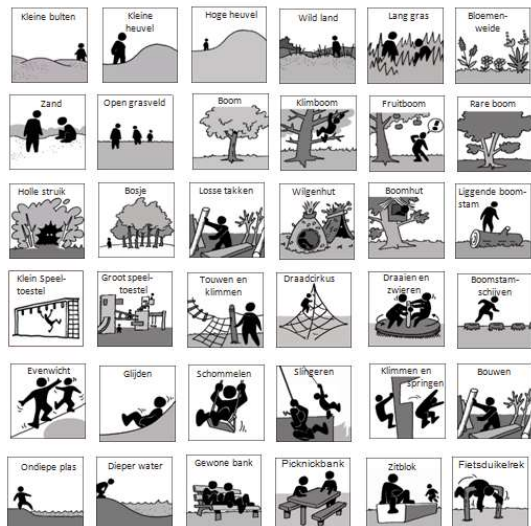 Kleine bulten
Kleine
heuvel
Hoge heuvel
Wild land
Lang gras
Bloemen-
weide
Zand
Open grasveld
Boom
Klimboom
Fruitboom
Rare boom
Holle struik
Bosje
Losse takken
Wilgenhut
Boomhut
Liggende boom-
stam
Klein Speel-
toestel
Groot speel-
toestel
Touwen en
klimmen
Draadcirkus
Draaien en
zwieren
Boomstam-
schijven
Evenwicht
Glijden
Schommelen
Slingeren
Klimmen en
springen
Bouwen
Ondiepe plas
Dieper water
Gewone bank
Picknickbank
Zitblok
Fietsduikelrek